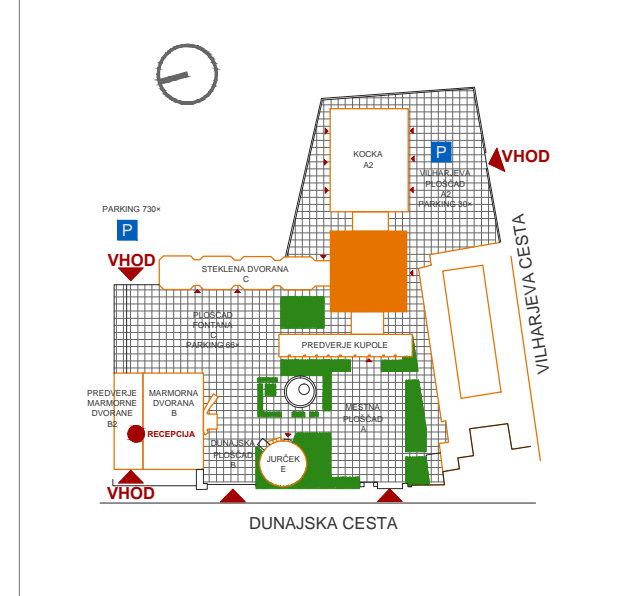 KOCKA
A2
P
VHOD
VILHARJEVA
PLOŠČAD
A2
PARKING 30×
PARKING 730×
P
VHOD
STEKLENA DVORANA
C
VILHARJEVA CESTA
PLOŠČAD
FONTANA
C
PARKING 66×
PREDVERJE KUPOLE
PREDVERJE
MARMORNE
DVORANE
B2
MARMORNA
DVORANA
B
RECEPCIJA
MESTNA
PLOŠČAD
A
DUNAJSKA
PLOŠČAD
B
JURČEK
E
VHOD
DUNAJSKA CESTA